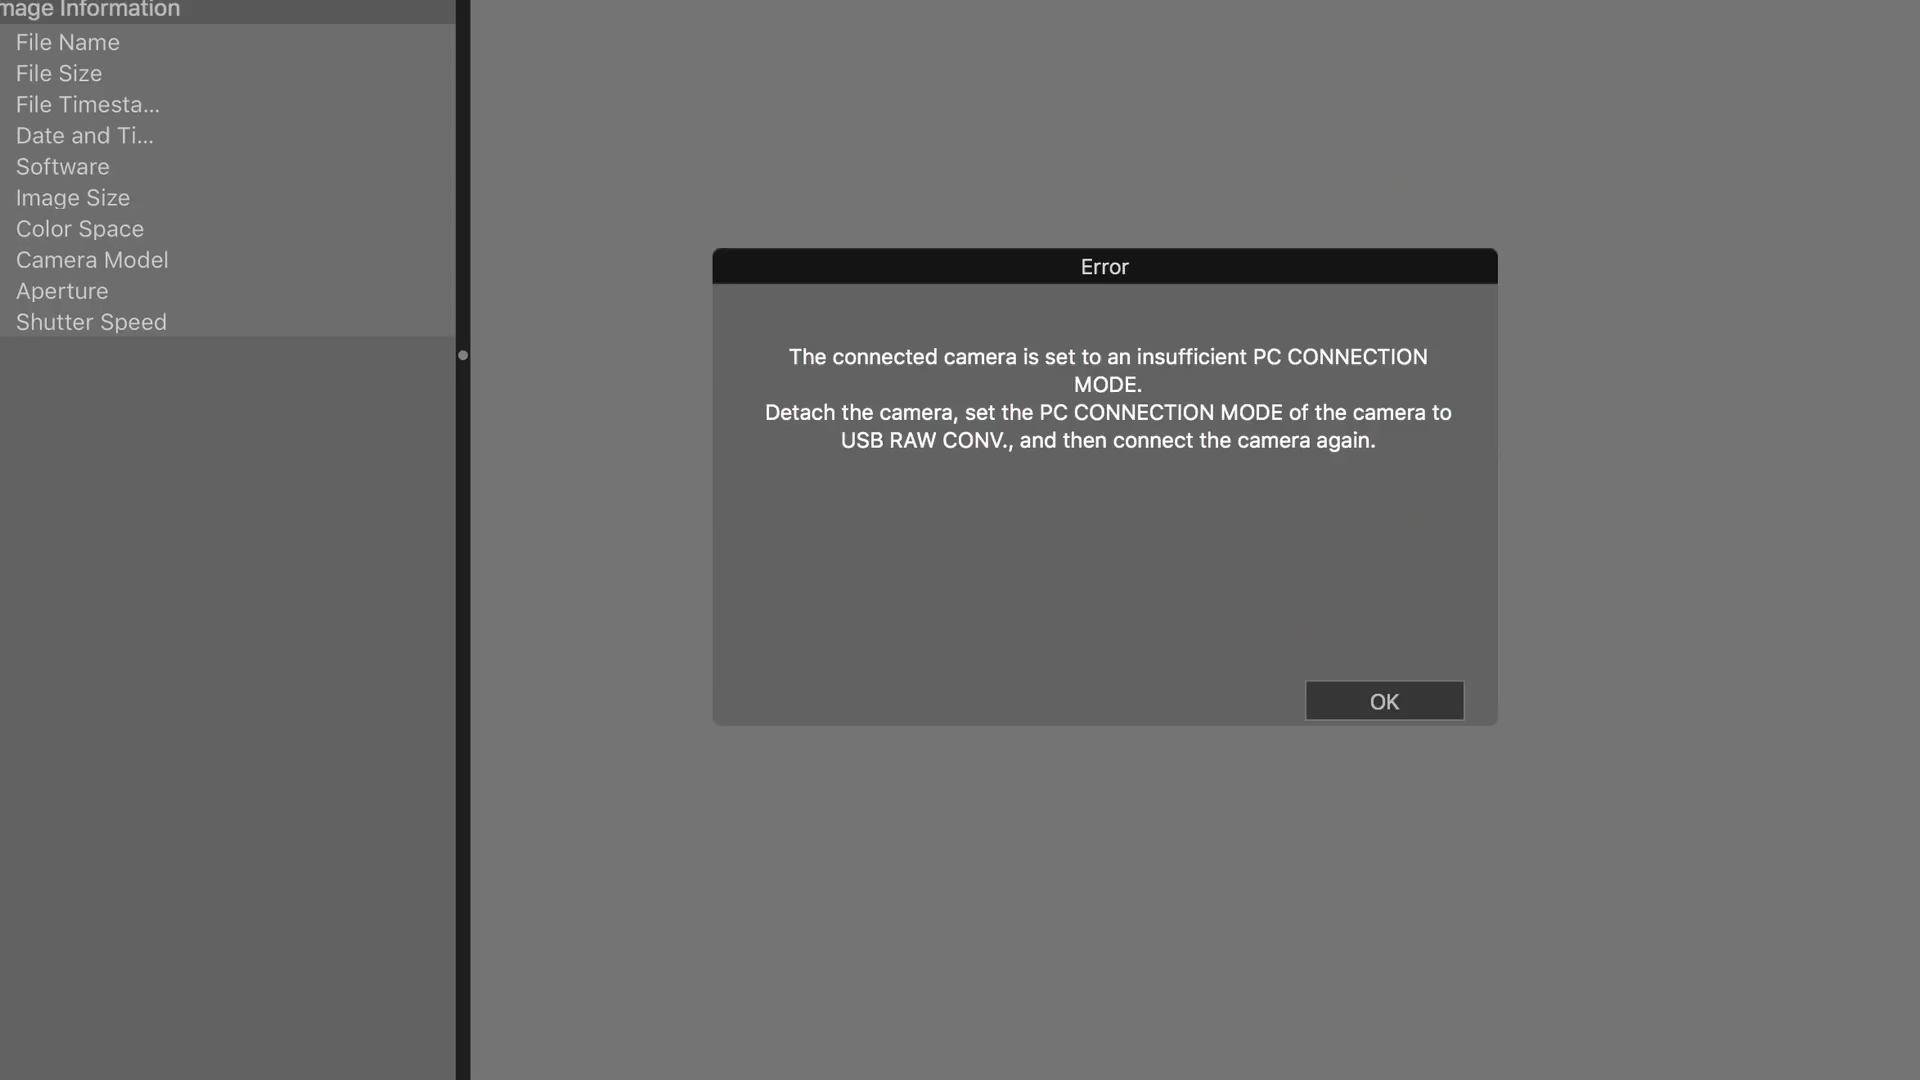 mage Information
File Name
File Size
File Timesta...
Date and Ti...
Software
Image Size
Color Space
Camera Model
Aperture
Shutter Speed
Error
The connected camera is set to an insufficient PC CONNECTION
MODE.
Detach the camera, set the PC CONNECTION MODE of the camera to
USB RAW CONV., and then connect the camera again.
OK